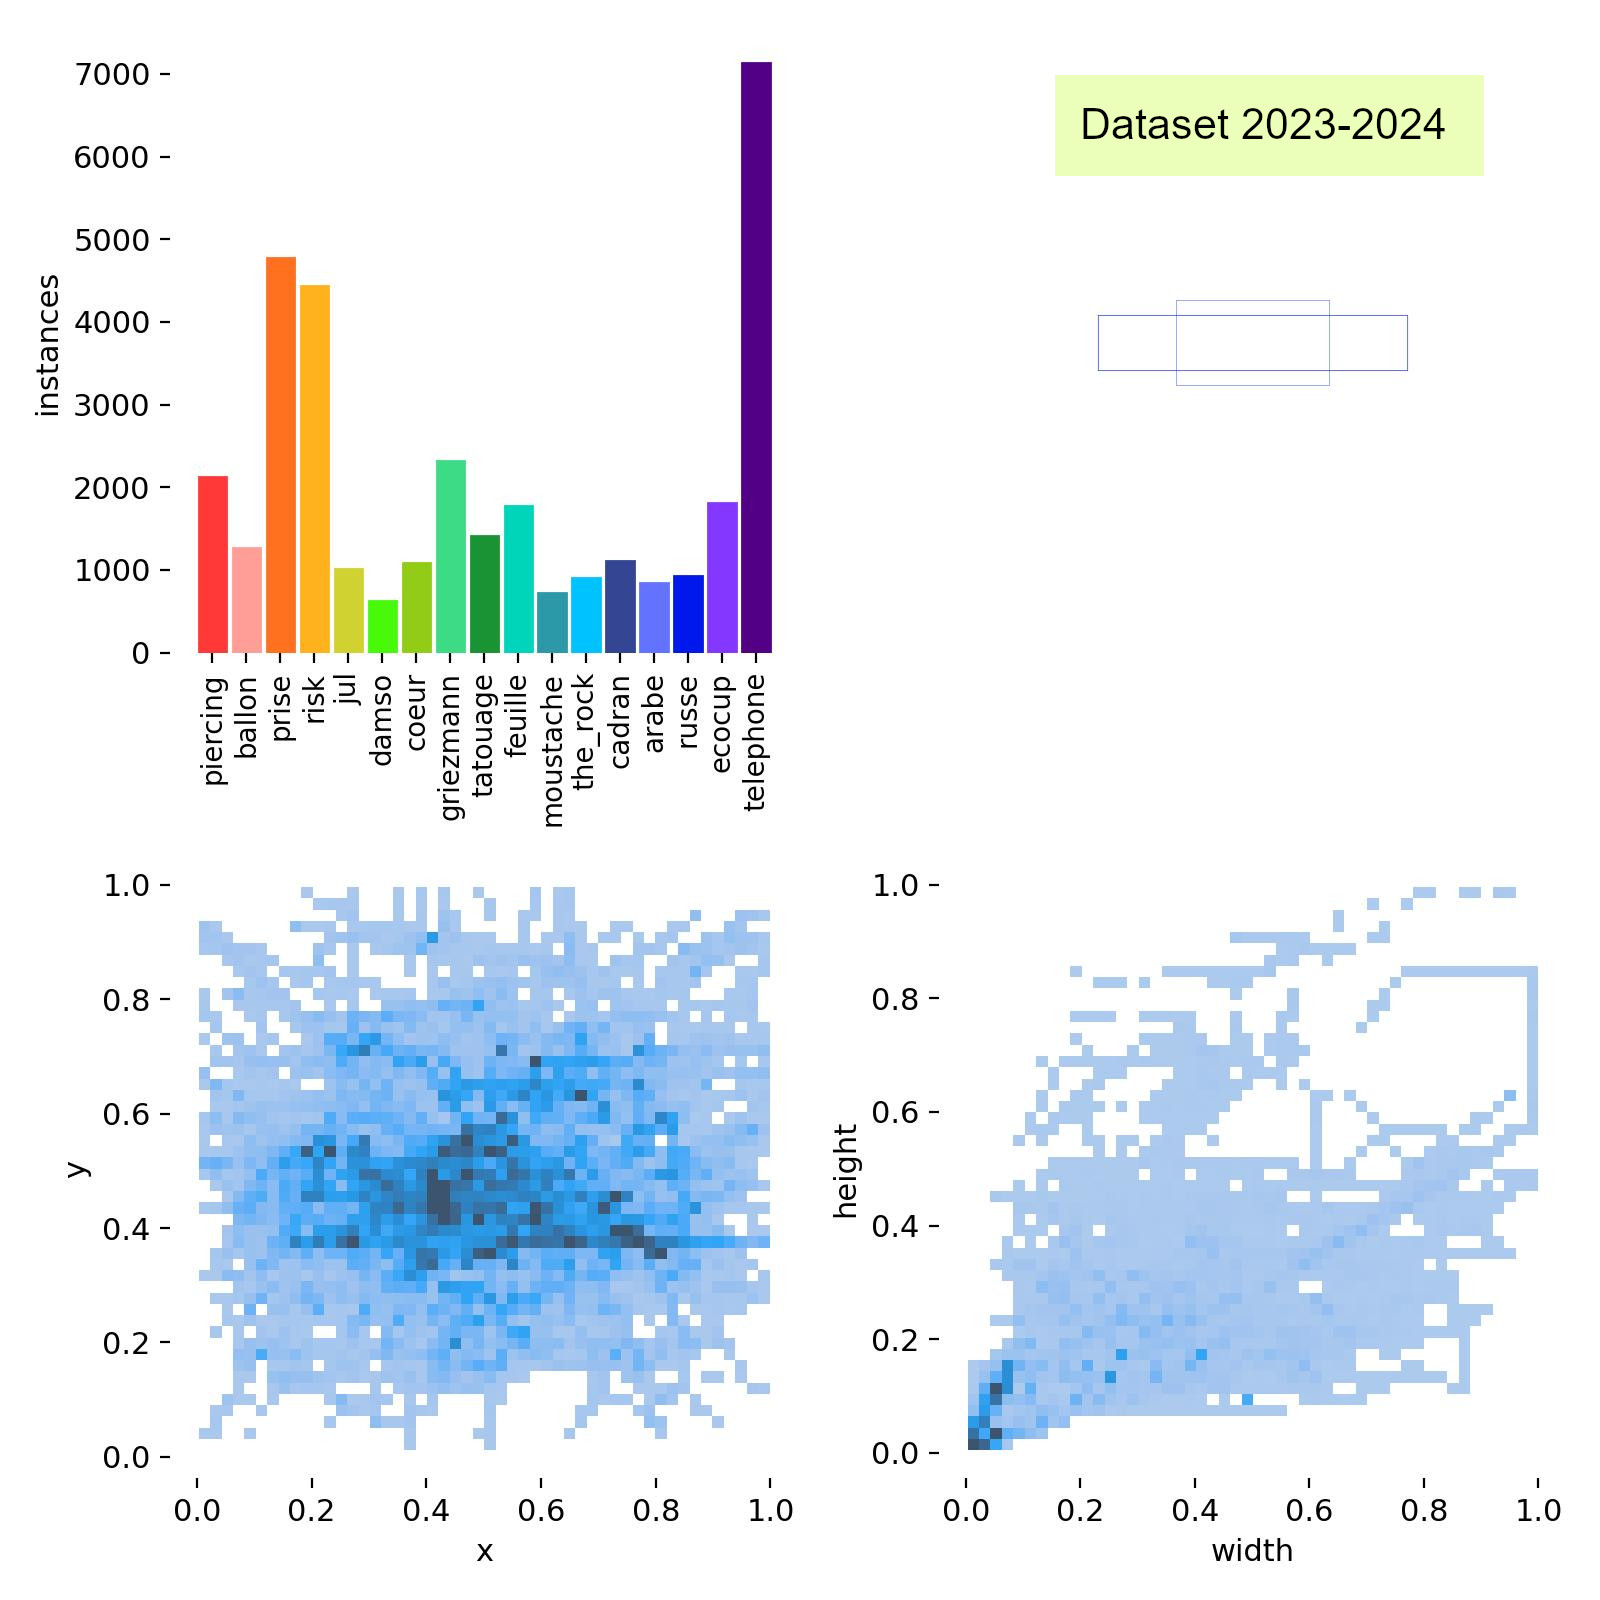 7000
6000
5000
4000
3000
2000
1000
0
instances
piercing
ballon
prise
risk
jul
damso
coeur
griezmann
tatouage
feuille
moustache
the_rock
cadran
arabe
russe
ecocup
telephone
Dataset 2023-2024
1.0
0.8
0.6
0.4
0.2
0.0
y
0.0 0.2 0.4 0.6 0.8 1.0
x
1.0
0.8
0.6
0.4
0.2
0.0
height
0.0 0.2 0.4 0.6 0.8 1.0
width